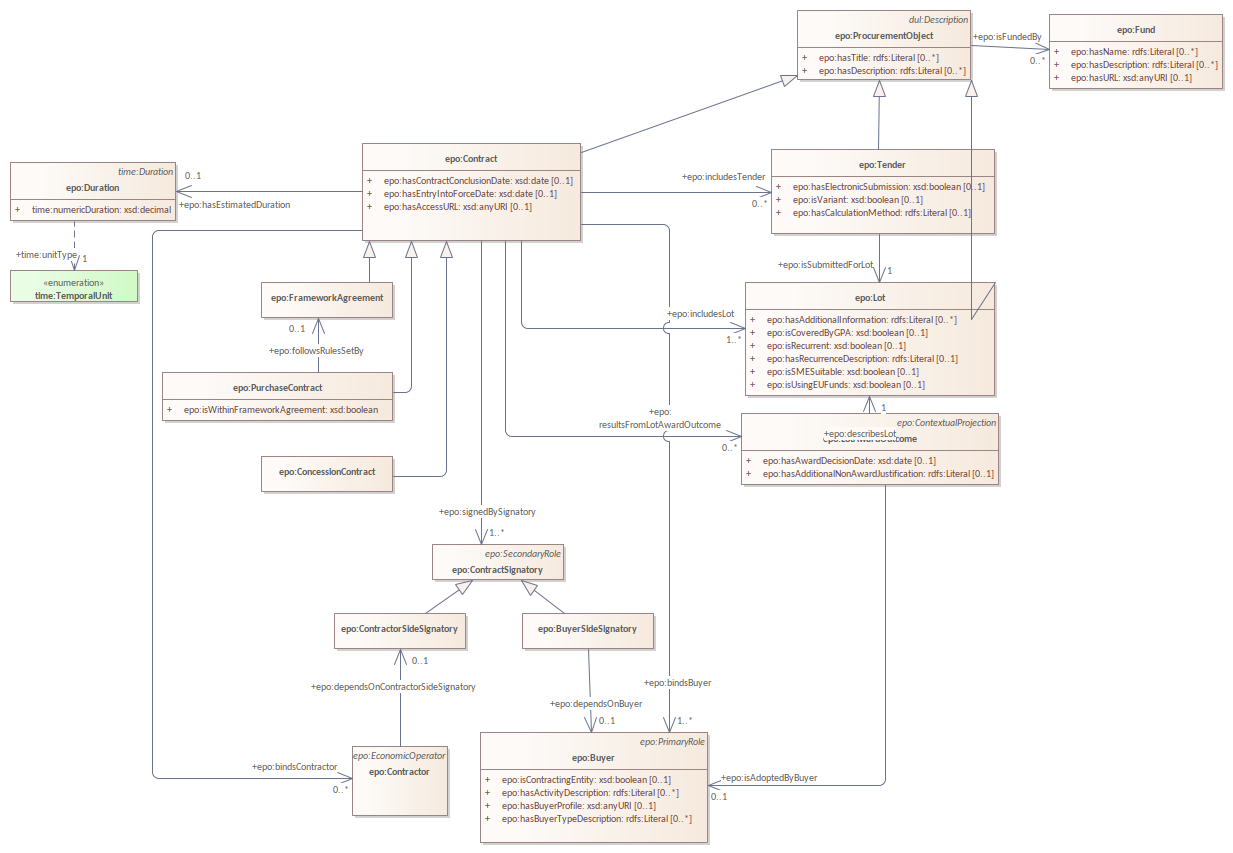 dul:Description
epo:ProcurementObject
+ epo:hasTitle: rdfs:Literal [0..*]
+ epo:hasDescription: rdfs:Literal [0..*]
+epo:isFundedBy
0..*
epo:Fund
+ epo:hasName: rdfs:Literal [0..*]
+ epo:hasDescription: rdfs:Literal [0..*]
+ epo:hasURL: xsd:anyURI [0..1]
time:Duration
epo:Duration
+ time:numericDuration: xsd:decimal
0..1
+epo:hasEstimatedDuration
epo:Contract
+ epo:hasContractConclusionDate: xsd:date [0..1]
+ epo:hasEntryIntoForceDate: xsd:date [0..1]
+ epo:hasAccessURL: xsd:anyURI [0..1]
+epo:includesTender
0..*
epo:Tender
+ epo:hasElectronicSubmission: xsd:boolean [0..1]
+ epo:isVariant: xsd:boolean [0..1]
+ epo:hasCalculationMethod: rdfs:Literal [0..1]
+time:unitType
1
«enumeration»
time:TemporalUnit
+epo:isSubmittedForLot
1
epo:FrameworkAgreement
0..1
+epo:followsRulesSetBy
epo:PurchaseContract
+ epo:isWithinFrameworkAgreement: xsd:boolean
epo:ConcessionContract
+epo:includesLot
1..*
epo:Lot
+ epo:hasAdditionalInformation: rdfs:Literal [0..*]
+ epo:isCoveredByGPA: xsd:boolean [0..1]
+ epo:isRecurrent: xsd:boolean [0..1]
+ epo:hasRecurrenceDescription: rdfs:Literal [0..1]
+ epo:isSMESuitable: xsd:boolean [0..1]
+ epo:isUsingEUFunds: xsd:boolean [0..1]
+epo:
resultsFromLotAwardOutcome
0..*
1
epo:ContextualProjection
+epo:describesLot
+ epo:hasAwardDecisionDate: xsd:date [0..1]
+ epo:hasAdditionalNonAwardJustification: rdfs:Literal [0..1]
+epo:signedBySignatory
1..*
epo:SecondaryRole
epo:ContractSignatory
epo:ContractorSideSignatory
epo:BuyerSideSignatory
0..1
+epo:dependsOnContractorSideSignatory
+epo:dependsOnBuyer
0..1
+epo:bindsBuyer
1..*
+epo:bindsContractor
0..*
epo:EconomicOperator
epo:Contractor
epo:PrimaryRole
epo:Buyer
+ epo:isContractingEntity: xsd:boolean [0..1]
+ epo:hasActivityDescription: rdfs:Literal [0..*]
+ epo:hasBuyerProfile: xsd:anyURI [0..1]
+ epo:hasBuyerTypeDescription: rdfs:Literal [0..*]
+epo:isAdoptedByBuyer
0..1